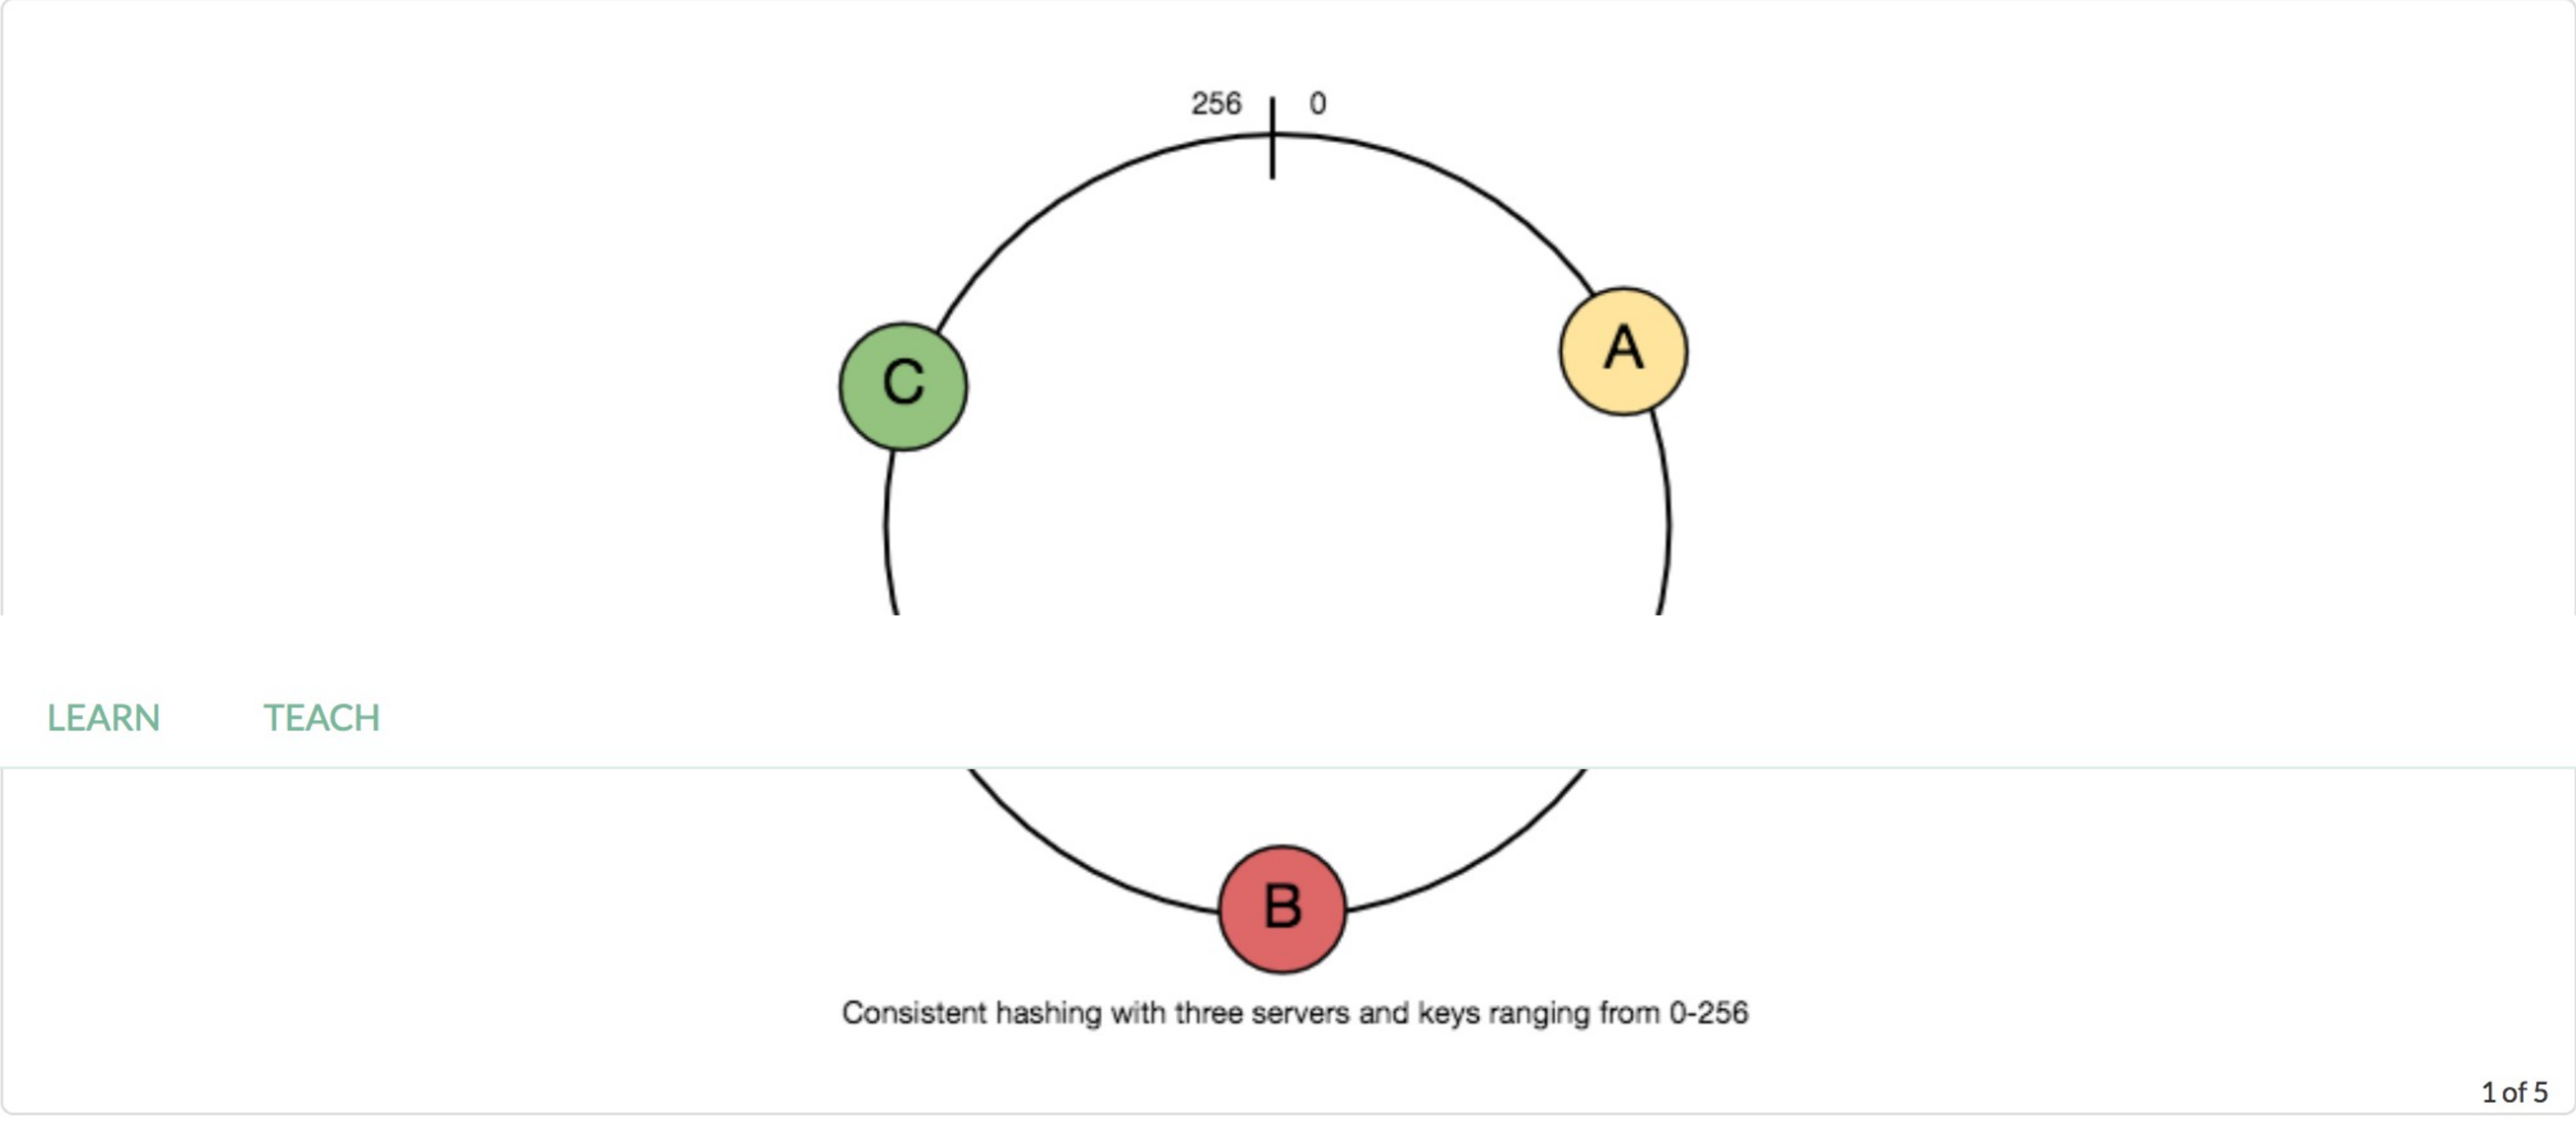 256 0
C
A
LEARN TEACH
B
Consistent hashing with three servers and keys ranging from 0-256
1 of 5